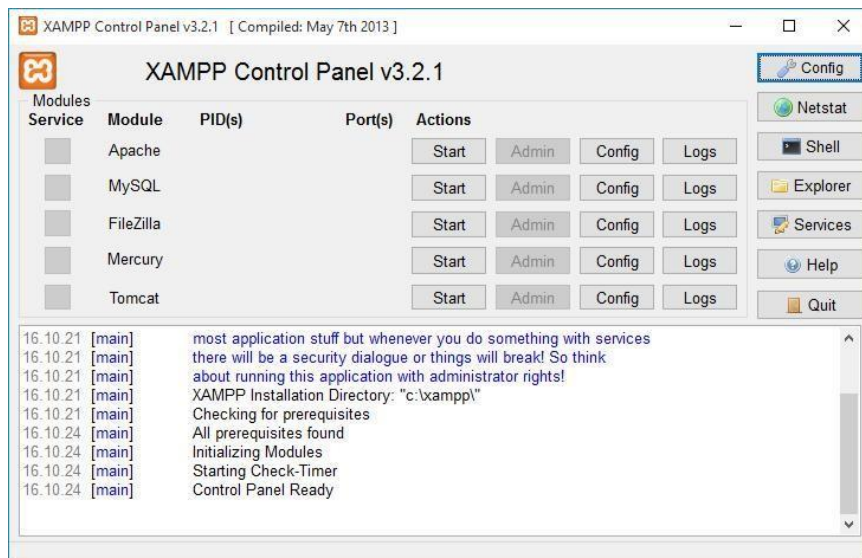 XAMPP Control Panel v3.2.1 [ Compiled: May 7th 2013 ]
XAMPP Control Panel v3.2.1
Config
Modules
Service Module PID(s) Port(s) Actions
Netstat
Apache Start Admin Config Logs
Shell
MySQL Start Admin Config Logs
Explorer
FileZilla Start Admin Config Logs
Services
Mercury Start Admin Config Logs
Help
Tomcat Start Admin Config Logs
Quit
16.10.21 [main] most application stuff but whenever you do something with services
16.10.21 [main] there will be a security dialogue or things will break! So think
16.10.21 [main] about running this application with administrator rights!
16.10.21 [main] XAMPP Installation Directory: "c:\xampp\"
16.10.21 [main] Checking for prerequisites
16.10.24 [main] All prerequisites found
16.10.24 [main] Initializing Modules
16.10.24 [main] Starting Check-Timer
16.10.24 [main] Control Panel Ready